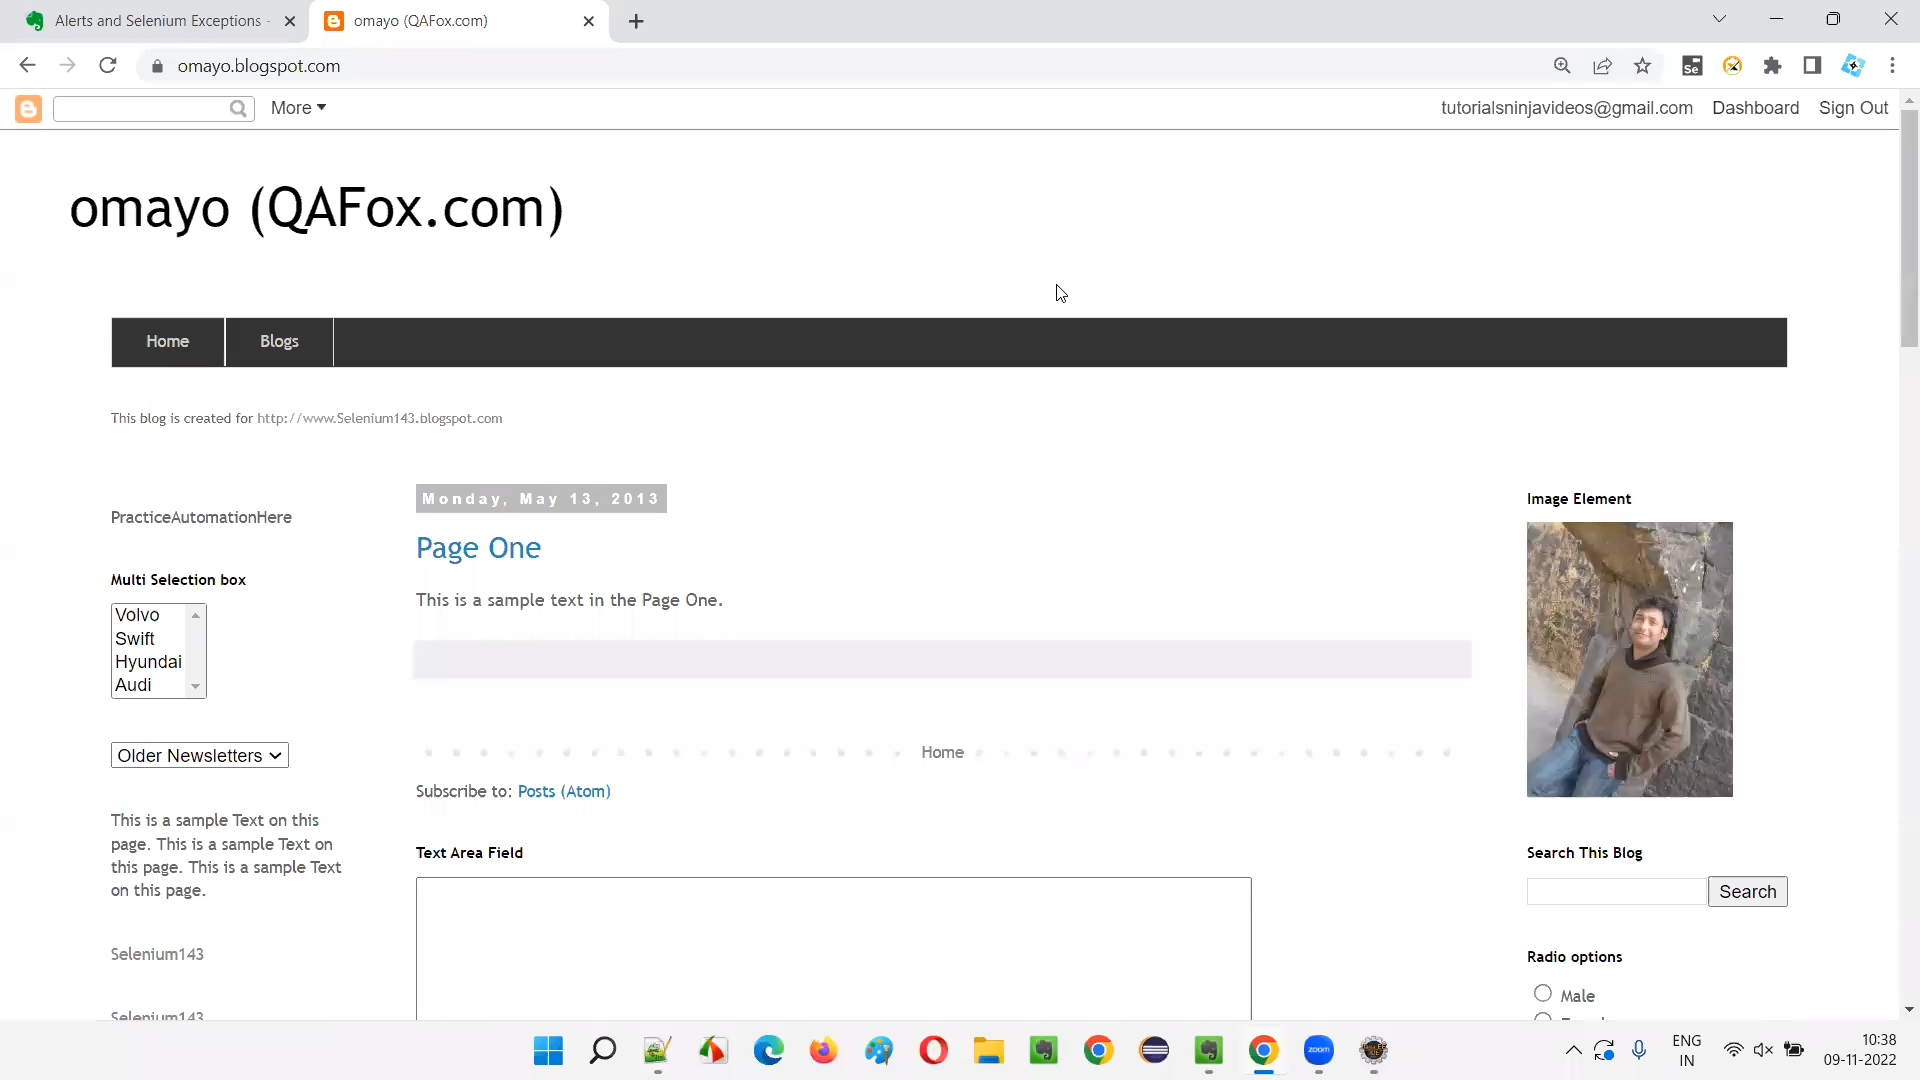 Alerts and Selenium Exceptions -
omayo (QAFox.com)
omayo.blogspot.com
Se
More
tutorialsninjavideos@gmail.com Dashboard Sign Out
omayo (QAFox.com)
Home Blogs
This blog is created for http://www.Selenium143.blogspot.com
PracticeAutomationHere
Multi Selection box
Volvo
Swift
Hyundai
Audi
Older Newsletters
This is a sample Text on this
page. This is a sample Text on
this page. This is a sample Text
on this page.
Selenium143
Selenium143
Monday, May 13, 2013
Page One
This is a sample text in the Page One.
Home
Subscribe to: Posts (Atom)
Text Area Field
Image Element
Search This Blog
Search
Radio options
Male
zoom
ENG
IN
10:38
09-11-2022